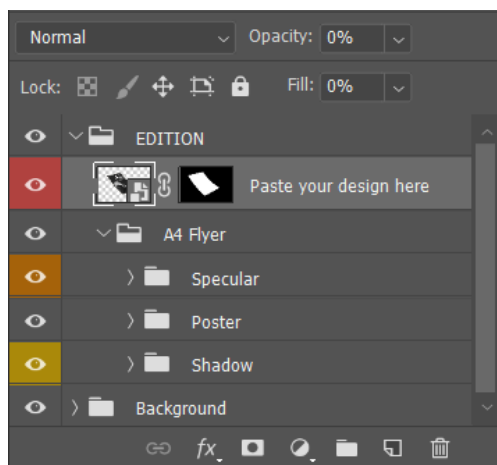 Normal Opacity: 0%
Lock: Fill: 0%
EDITION
Paste your design here
A4 Flyer
Specular
Poster
Shadow
Background
fx